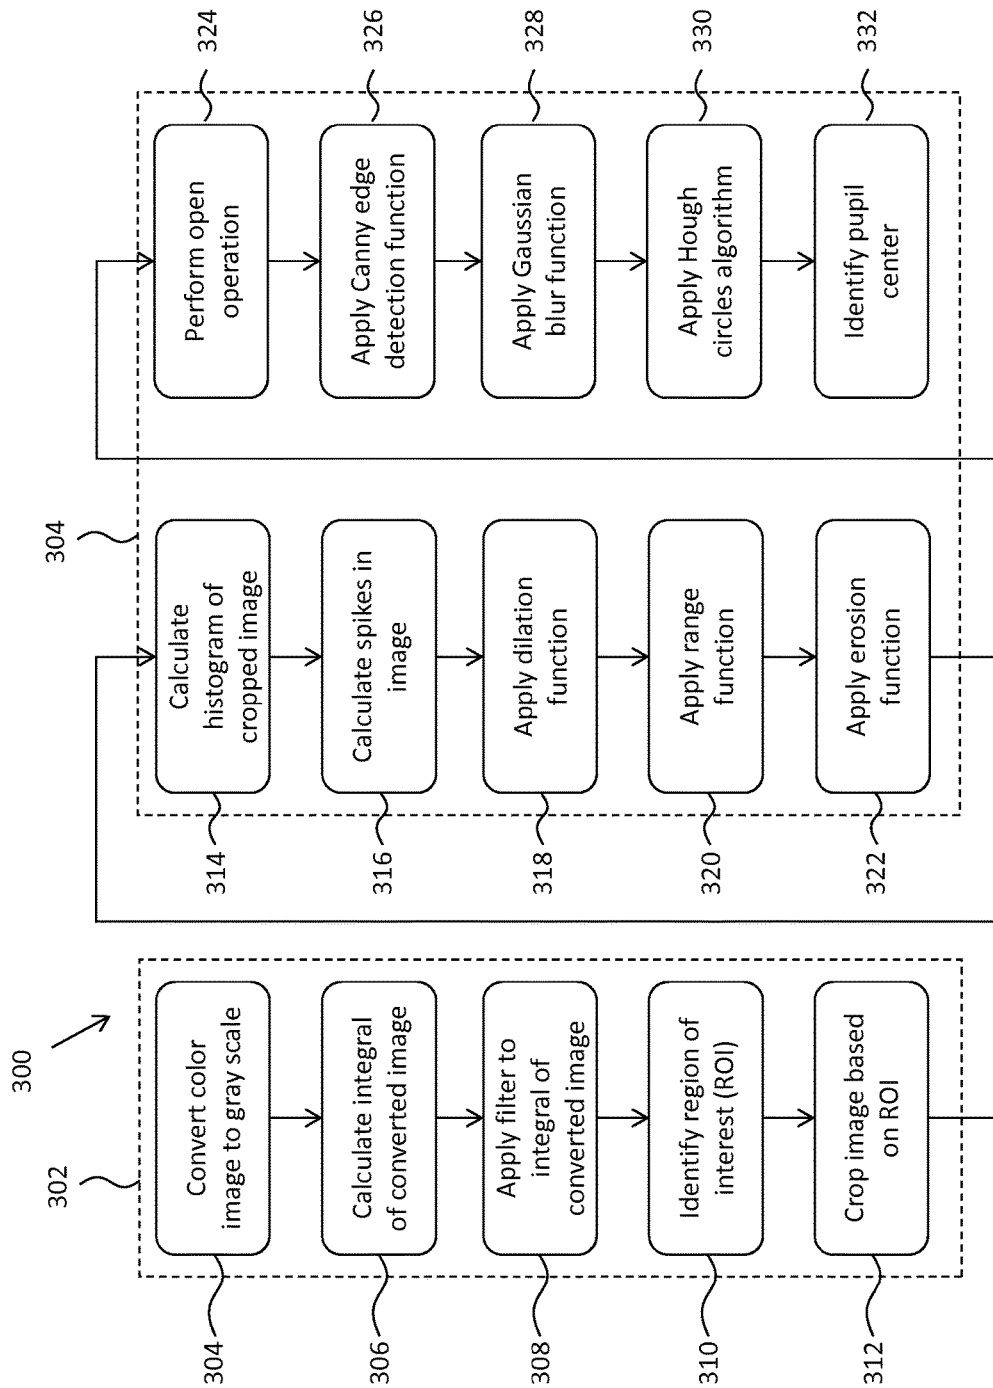 300
302
304
Convert color
image to gray scale
306
Calculate integral
of converted image
308
Apply filter to
integral of
converted image
310
Identify region of
interest (ROI)
312
Crop image based
on ROI
304
314
Calculate
histogram of
cropped image
316
Calculate spikes in
image
318
Apply dilation
function
320
Apply range
function
322
Apply erosion
function
Perform open
operation
324
Apply Canny edge
detection function
326
Apply Gaussian
blur function
328
Apply Hough
circles algorithm
330
Identify pupil
center
332